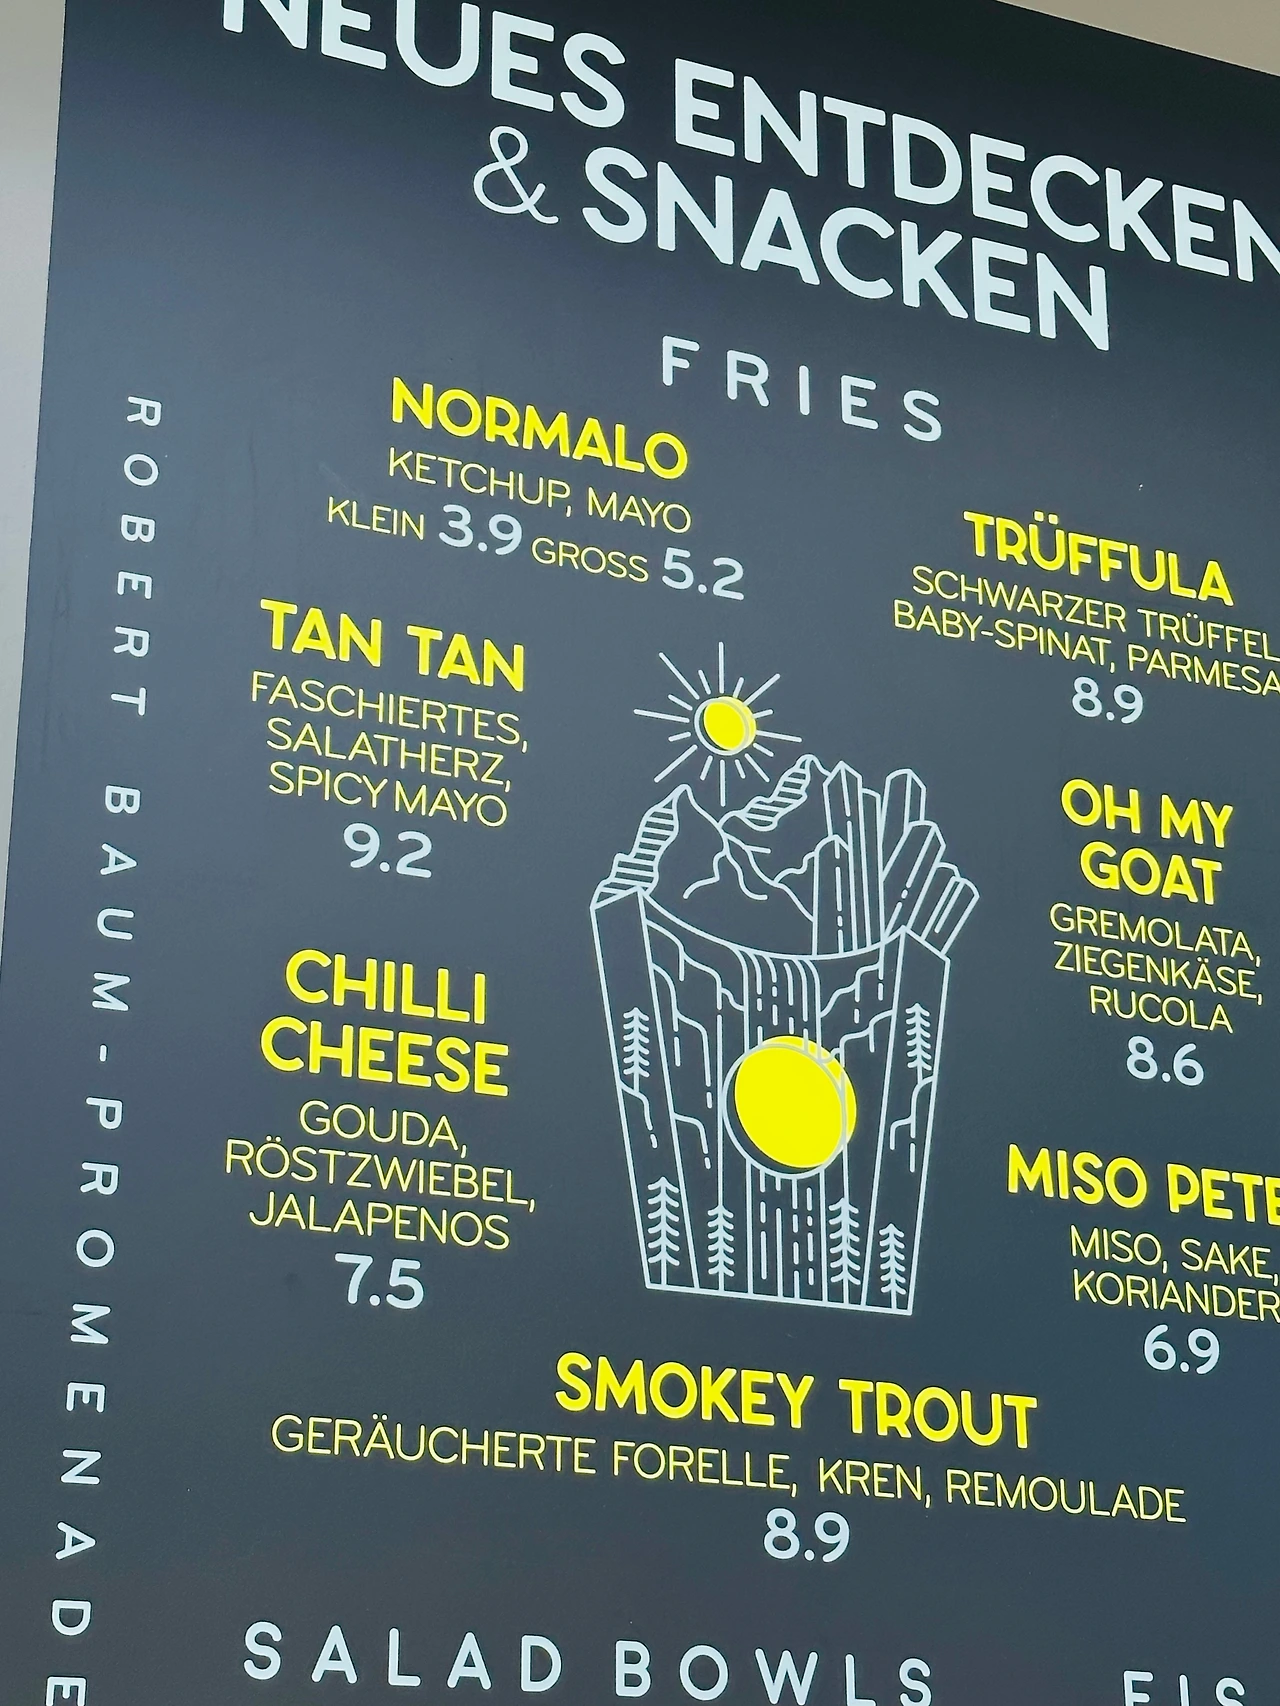 NEUES ENTDECKEN
& SNACKEN
FRIES
NORMALO
KETCHUP, MAYO
KLEIN 3.9 GROSS 5.2
TRÜFFULA
SCHWARZER TRÜFFEL
BABY-SPINAT, PARMESA
8.9
TAN TAN
FASCHIERTES,
SALATHERZ,
SPICY MAYO
9.2
OH MY
GOAT
GREMOLATA,
ZIEGENKÄSE,
RUCOLA
8.6
CHILLI
CHEESE
GOUDA,
RÖSTZWIEBEL,
JALAPENOS
7.5
MISO PETE
MISO, SAKE,
KORIANDER
6.9
SMOKEY TROUT
GERÄUCHERTE FORELLE, KREN, REMOULADE
8.9
SALAD BOWLS
EIS
ROBERT BAUM-PROMENADE